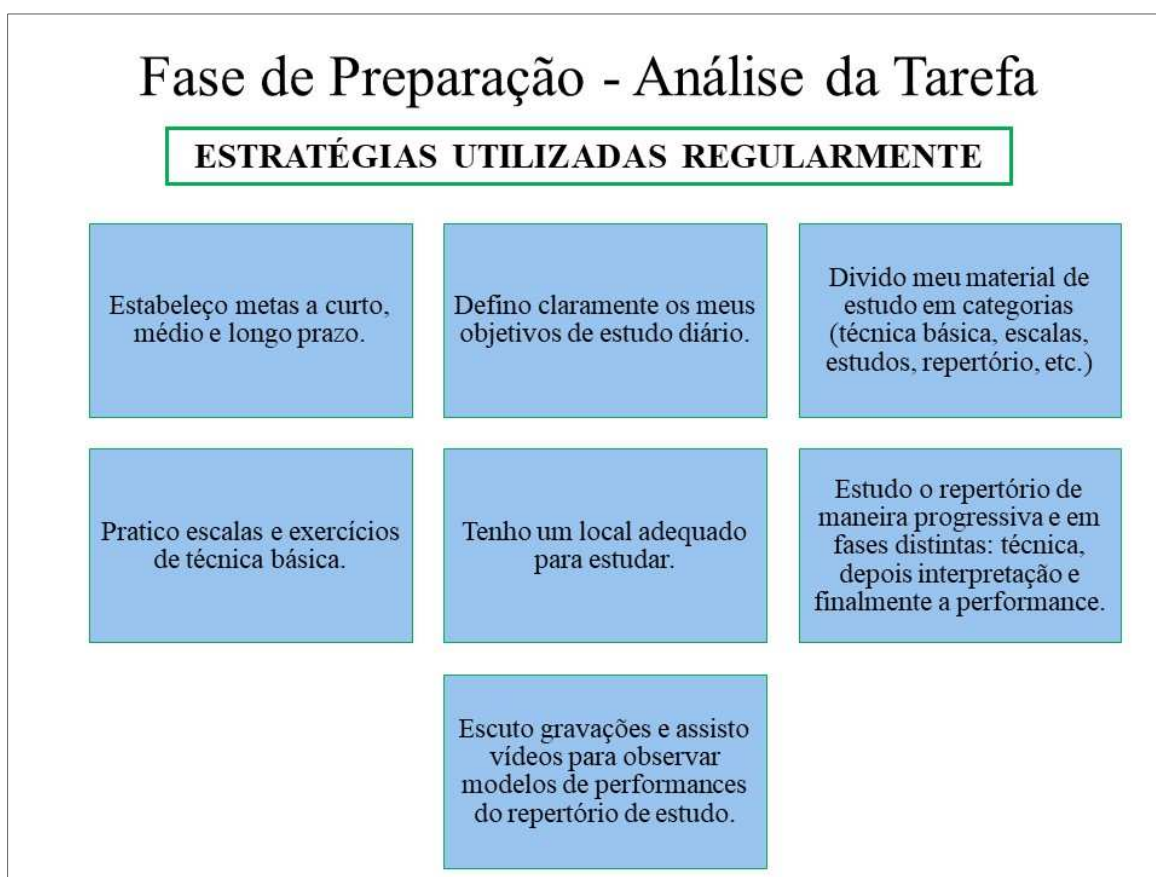 Fase de Preparação - Análise da Tarefa
ESTRATÉGIAS UTILIZADAS REGULARMENTE
Estabeleço metas a curto,
médio e longo prazo.
Defino claramente os meus
objetivos de estudo diário.
Divido meu material de
estudo em categorias
(técnica básica, escalas,
estudos, repertório, etc.)
Pratico escalas e exercícios
de técnica básica.
Tenho um local adequado
para estudar.
Estudo o repertório de
maneira progressiva e em
fases distintas: técnica,
depois interpretação e
finalmente a performance.
Escuto gravações e assisto
vídeos para observar
modelos de performances
do repertório de estudo.